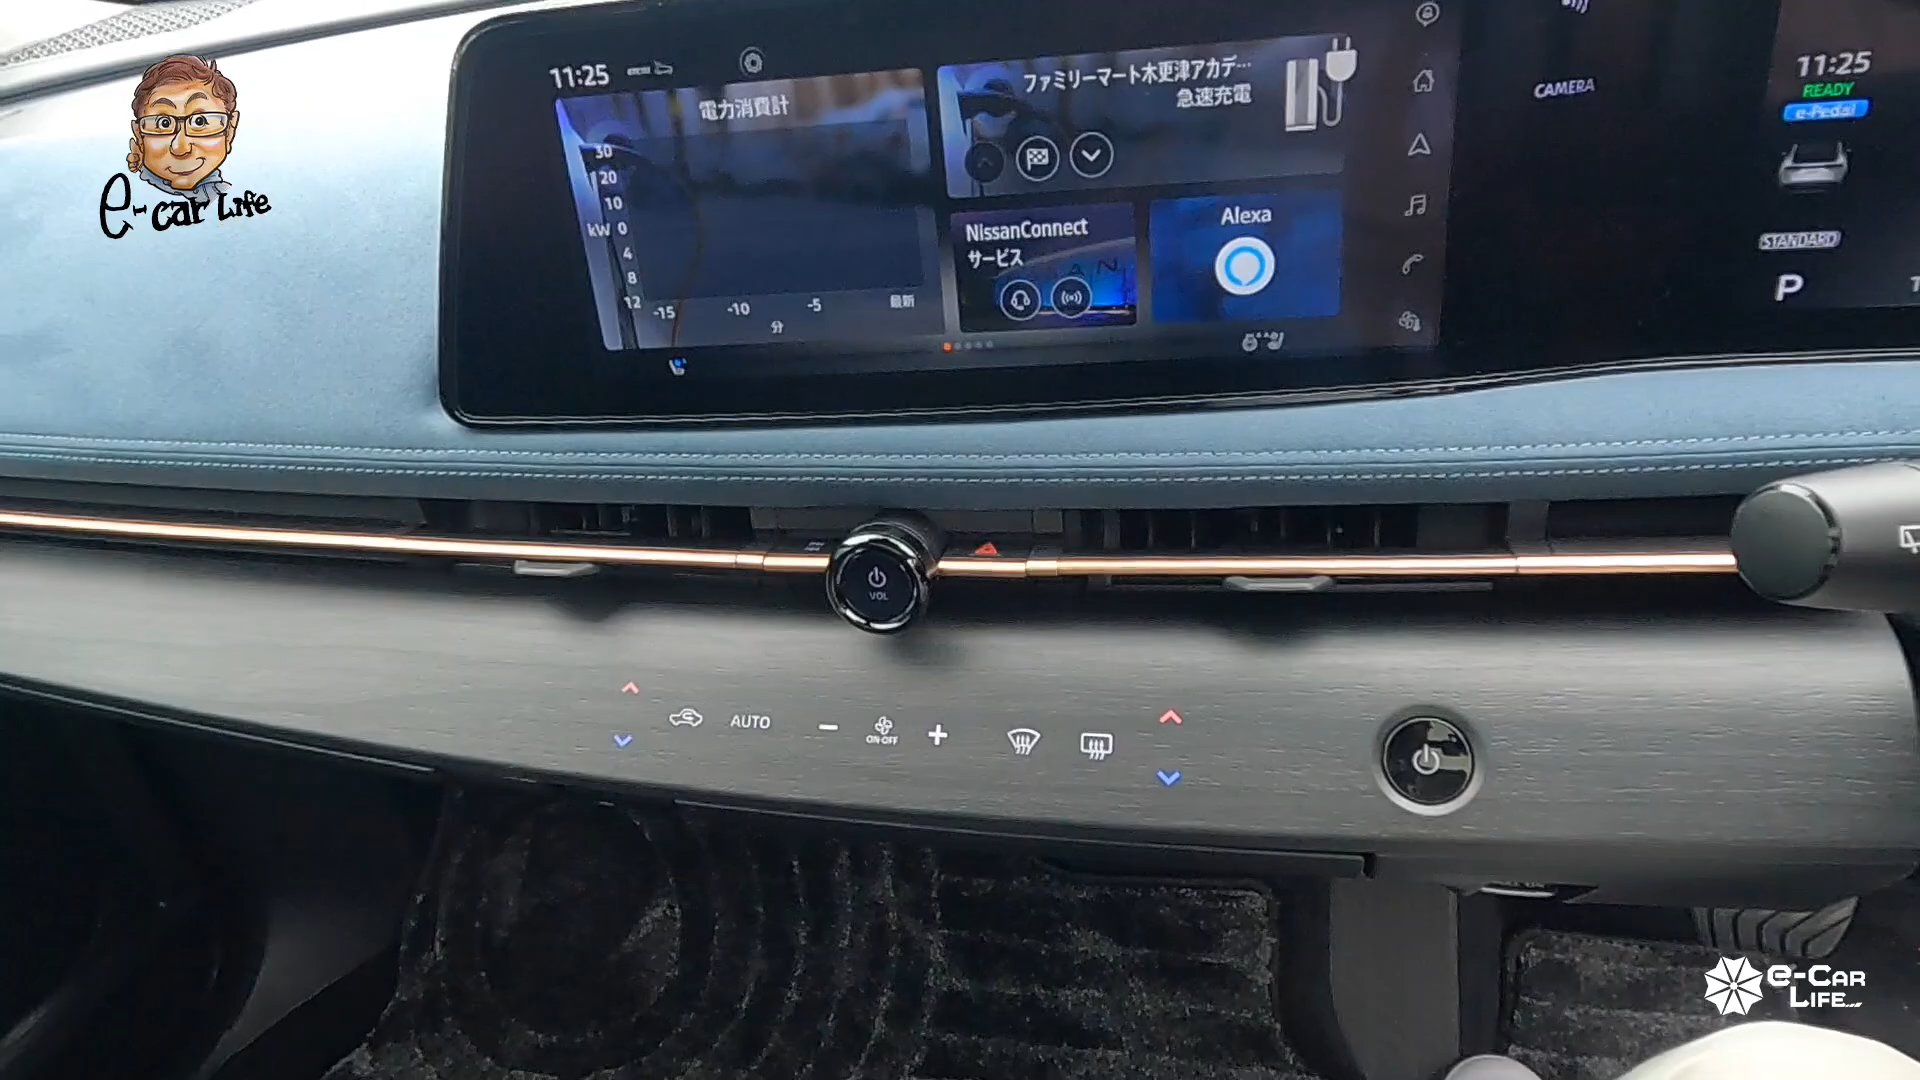 e-car Life
11:25
電力消費計
30
20
10
kW 0
4
8
12
-15
-10
-5
最新
分
ファミリーマート木更津アカデ…
急速充電
NissanConnect
サービス
Alexa
CAMERA
11:25
READY
e-Pedal
STANDARD
P
VOL
AUTO
ON·OFF
e-CAR
LIFE...